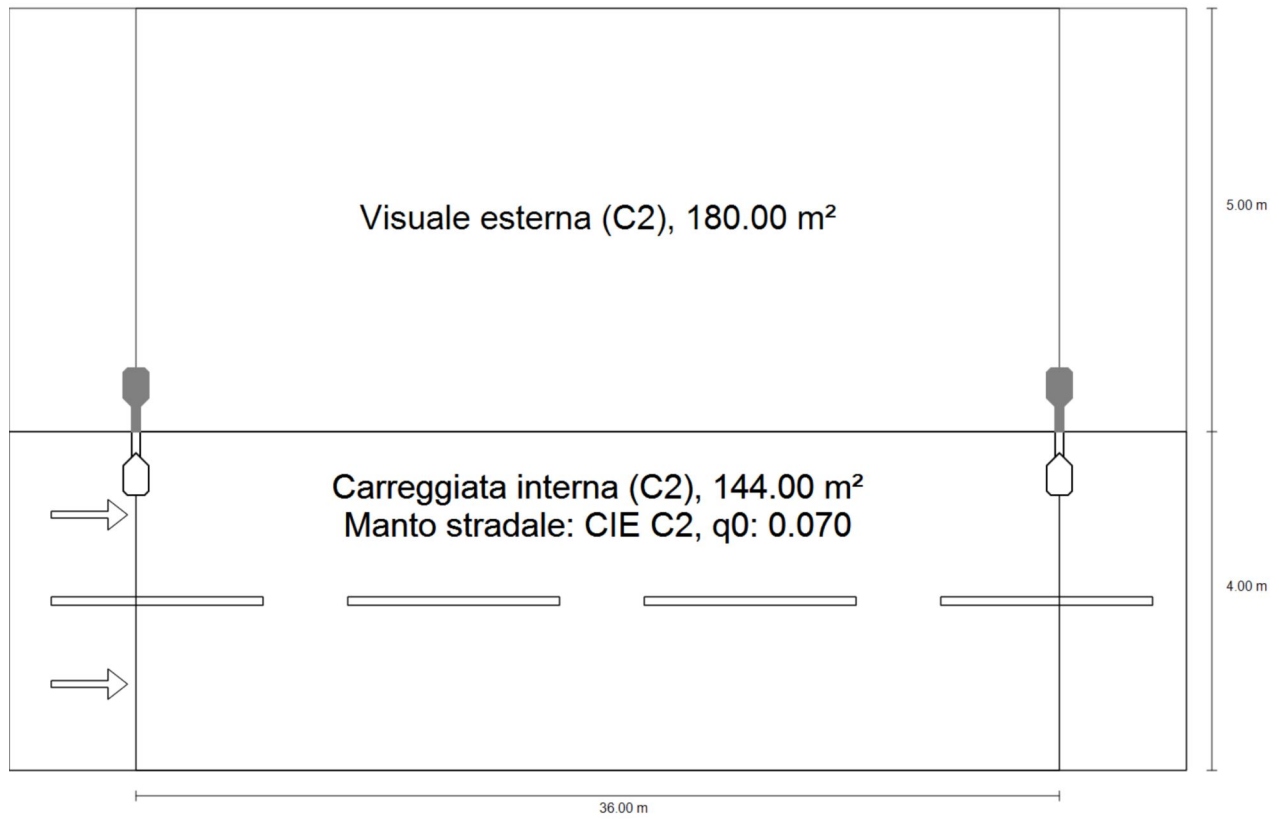 Visuale esterna (C2), 180.00 m²
5.00 m
Carreggiata interna (C2), 144.00 m²
Manto stradale: CIE C2, q0: 0.070
4.00 m
36.00 m